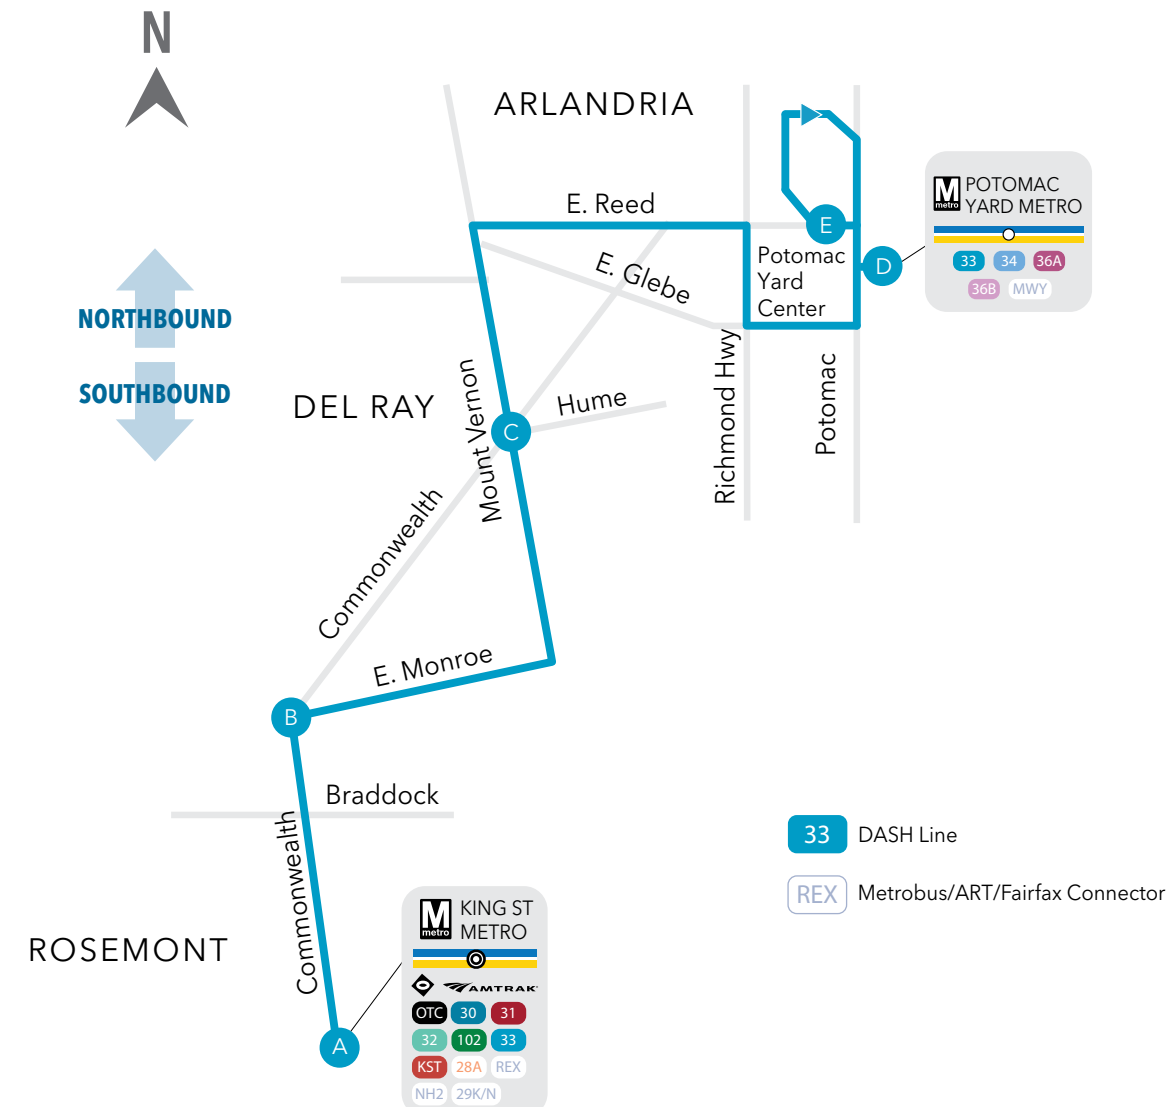 N
ARLANDRIA
M
metro
POTOMAC
YARD METRO
33 34 36A
36B MWY
E. Reed
E
D
E. Glebe
Potomac
Yard
Center
NORTHBOUND
SOUTHBOUND
DEL RAY
Mount Vernon
Hume
C
Richmond Hwy
Potomac
Commonwealth
E. Monroe
B
Braddock
Commonwealth
33 DASH Line
REX Metrobus/ART/Fairfax Connector
ROSEMONT
M
metro
KING ST
METRO
AMTRAK
OTC 30 31
32 102 33
KST 28A REX
NH2 29K/N
A